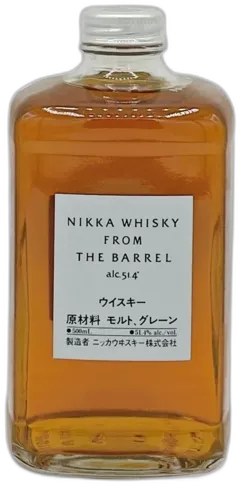 NIKKA WHISKY
FROM
THE BARREL
alc.51.4°
ウイスキー
原材料 モルト、グレーン
●500mL ●51.4% alc./vol.
製造者 ニッカウヰスキー株式会社